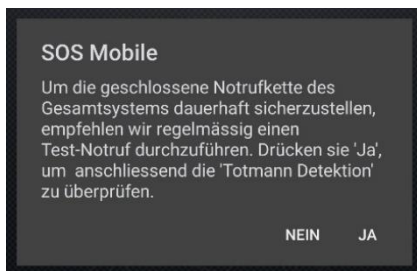 SOS Mobile
Um die geschlossene Notrufkette des
Gesamtsystems dauerhaft sicherzustellen,
empfehlen wir regelmässig einen
Test-Notruf durchzuführen. Drücken sie 'Ja',
um anschliessend die 'Totmann Detektion'
zu überprüfen.
NEIN JA